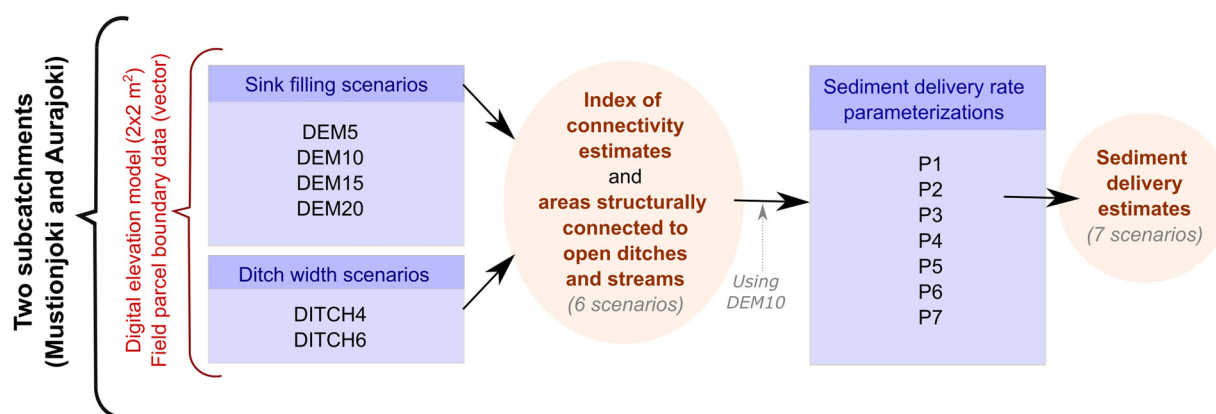 Two subcatchments
(Mustionjoki and Aurajoki)
Digital elevation model (2x2 m²)
Field parcel boundary data (vector)
Sink filling scenarios
DEM5
DEM10
DEM15
DEM20
Ditch width scenarios
DITCH4
DITCH6
Index of
connectivity
estimates
and
areas structurally
connected to
open ditches
and streams
(6 scenarios)
Using
DEM10
Sediment delivery rate
parameterizations
P1
P2
P3
P4
P5
P6
P7
Sediment
delivery
estimates
(7 scenarios)